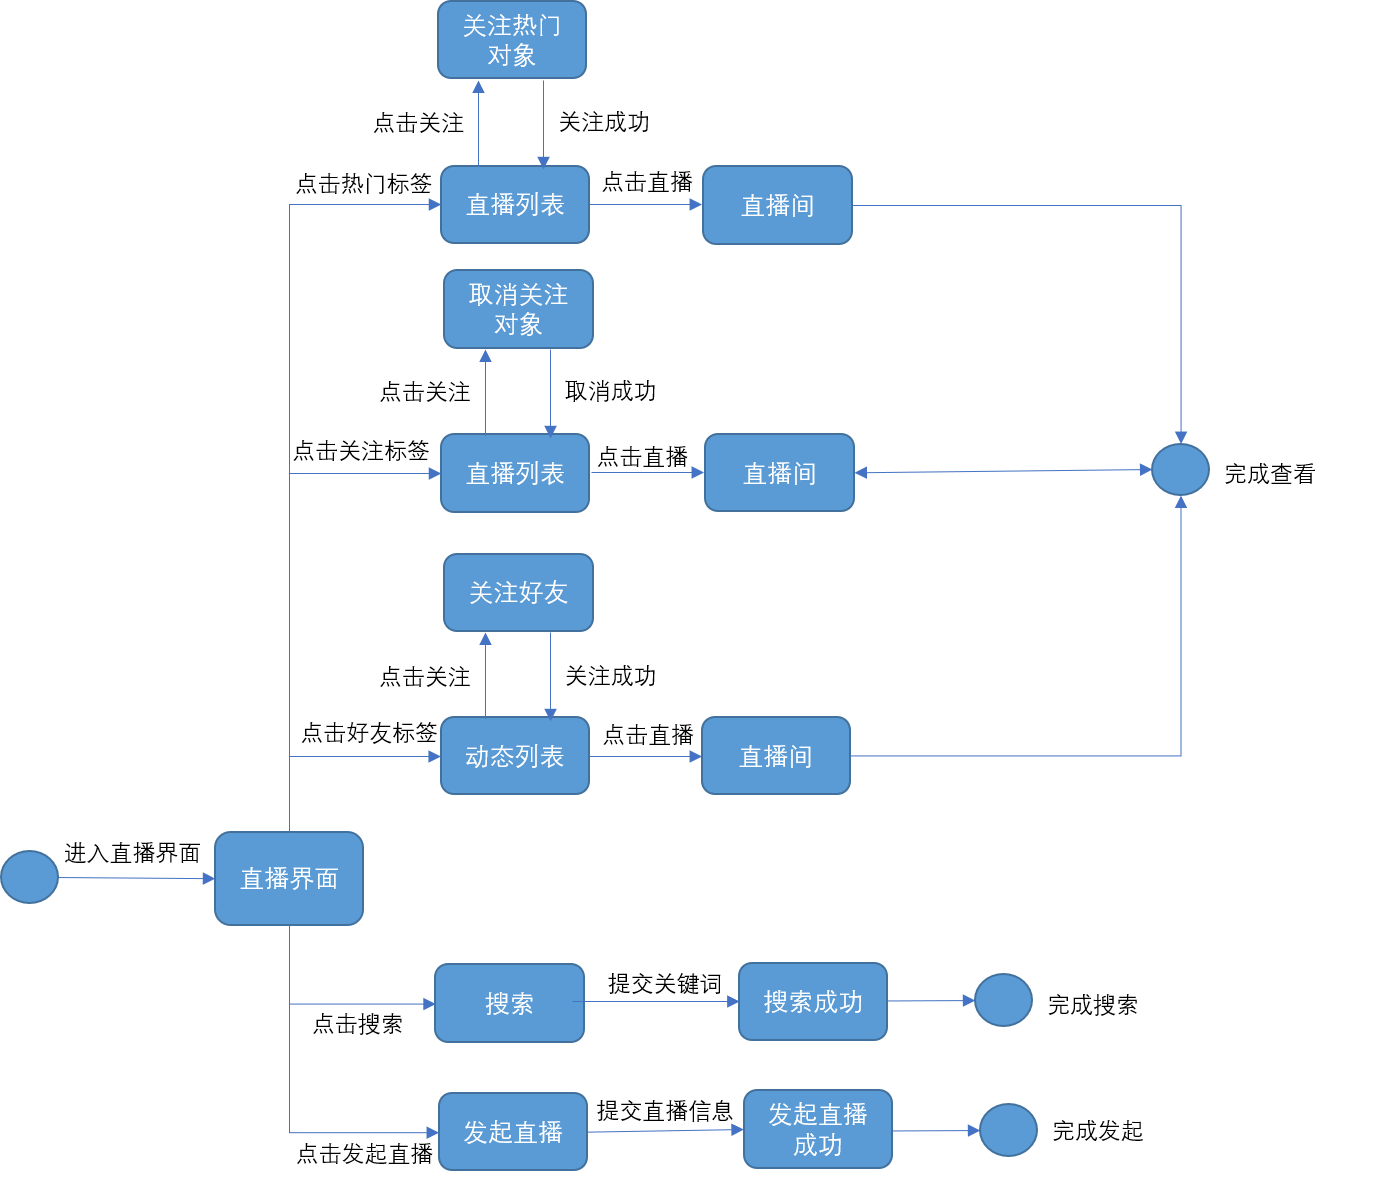 关注热门
对象
点击关注
关注成功
点击热门标签
直播列表
点击直播
直播间
取消关注
对象
点击关注
取消成功
点击关注标签
直播列表
点击直播
直播间
完成查看
关注好友
点击关注
关注成功
点击好友标签
动态列表
点击直播
直播间
进入直播界面
直播界面
点击搜索
搜索
提交关键词
搜索成功
完成搜索
点击发起直播
发起直播
提交直播信息
发起直播
成功
完成发起